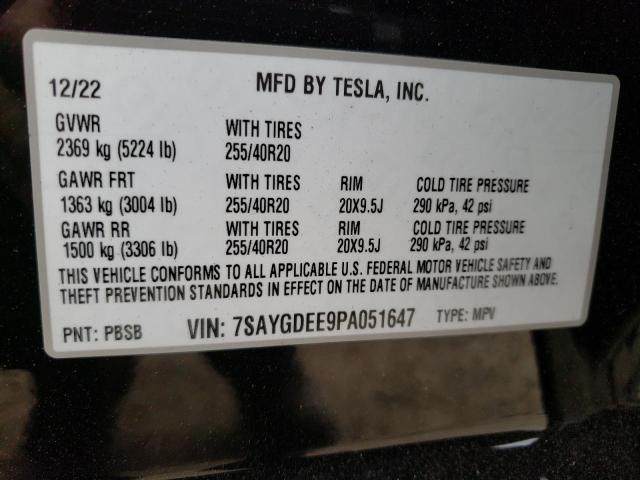 12/22 MFD BY TESLA, INC.
GVWR WITH TIRES
2369 kg (5224 lb) 255/40R20
GAWR FRT WITH TIRES RIM COLD TIRE PRESSURE
1363 kg (3004 lb) 255/40R20 20X9.5J 290 kPa, 42 psi
GAWR RR WITH TIRES RIM COLD TIRE PRESSURE
1500 kg (3306 lb) 255/40R20 20X9.5J 290 kPa, 42 psi
THIS VEHICLE CONFORMS TO ALL APPLICABLE U.S. FEDERAL MOTOR VEHICLE SAFETY AND
THEFT PREVENTION STANDARDS IN EFFECT ON THE DATE OF MANUFACTURE SHOWN ABOVE.
PNT: PBSB VIN: 7SAYGDEE9PA051647 TYPE: MPV